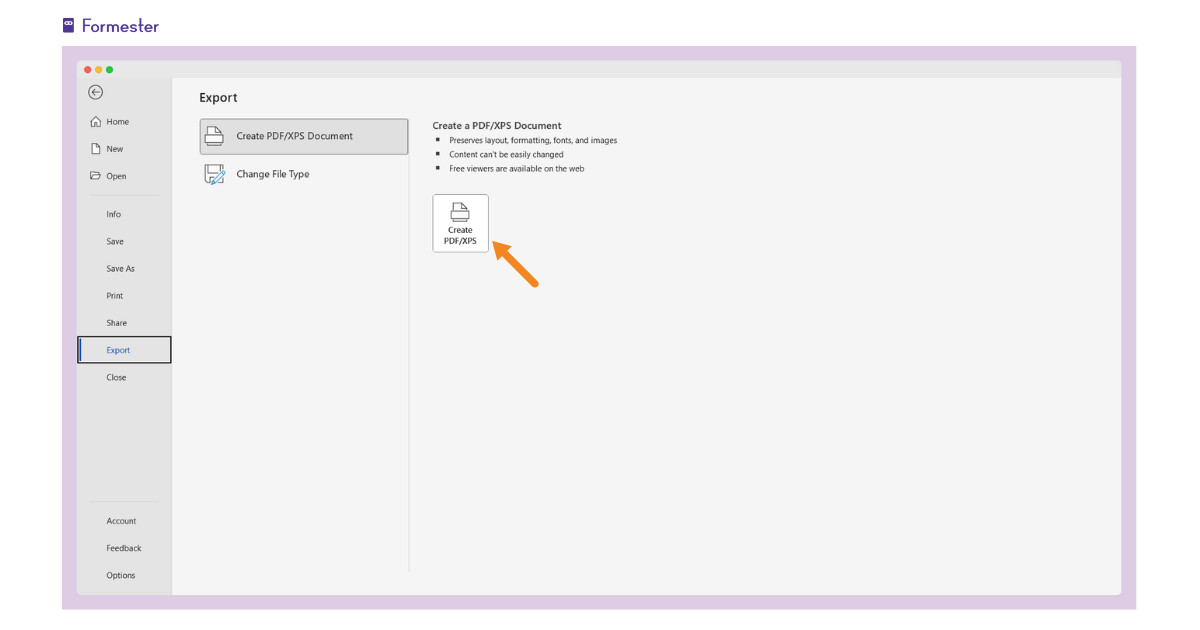 Formester
Export
Home
New
Open
Info
Save
Save As
Print
Share
Export
Close
Account
Feedback
Options
Create PDF/XPS Document
Change File Type
Create a PDF/XPS Document
Preserves layout, formatting, fonts, and images
Content can't be easily changed
Free viewers are available on the web
Create
PDF/XPS